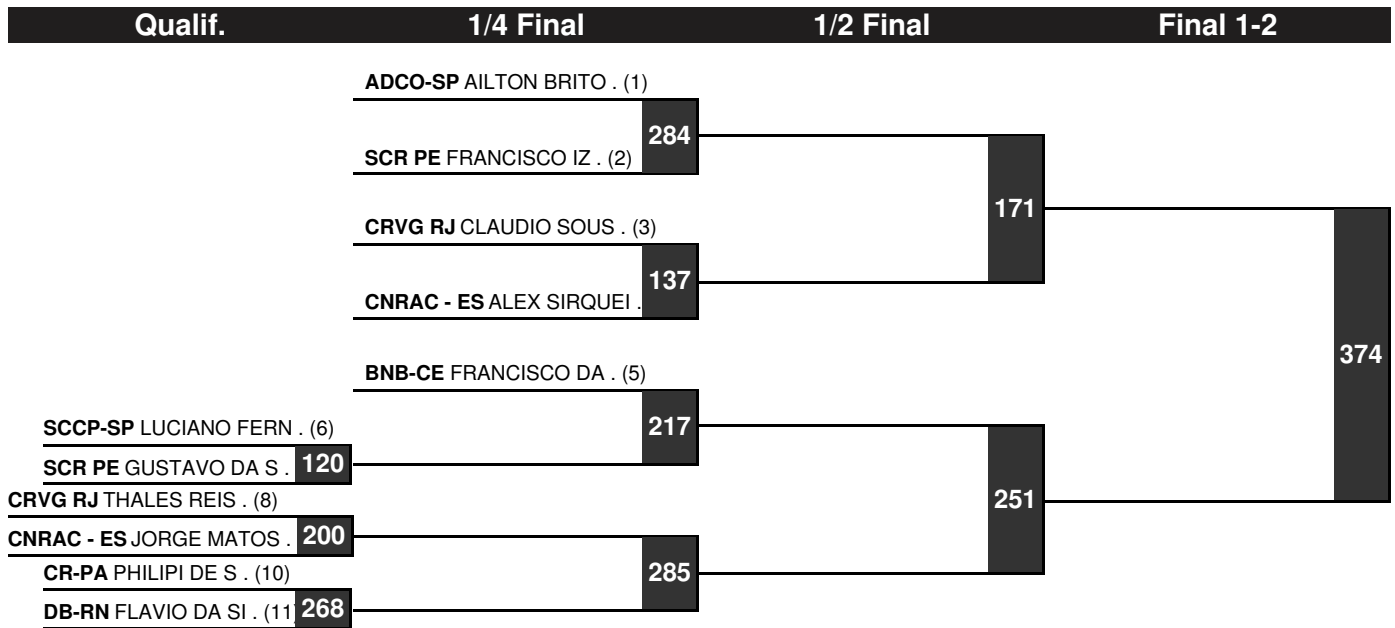 Qualif. 1/4 Final 1/2 Final Final 1-2
ADCO-SP AILTON BRITO . (1)
284
SCR PE FRANCISCO IZ . (2)
171
CRVG RJ CLAUDIO SOUS . (3)
137
CNRAC - ES ALEX SIRQUEI .
374
BNB-CE FRANCISCO DA . (5)
217
SCCP-SP LUCIANO FERN . (6)
SCR PE GUSTAVO DA S . 120
CRVG RJ THALES REIS . (8)
251
CNRAC - ES JORGE MATOS . 200
CR-PA PHILIPI DE S . (10)
285
DB-RN FLAVIO DA SI . (11) 268